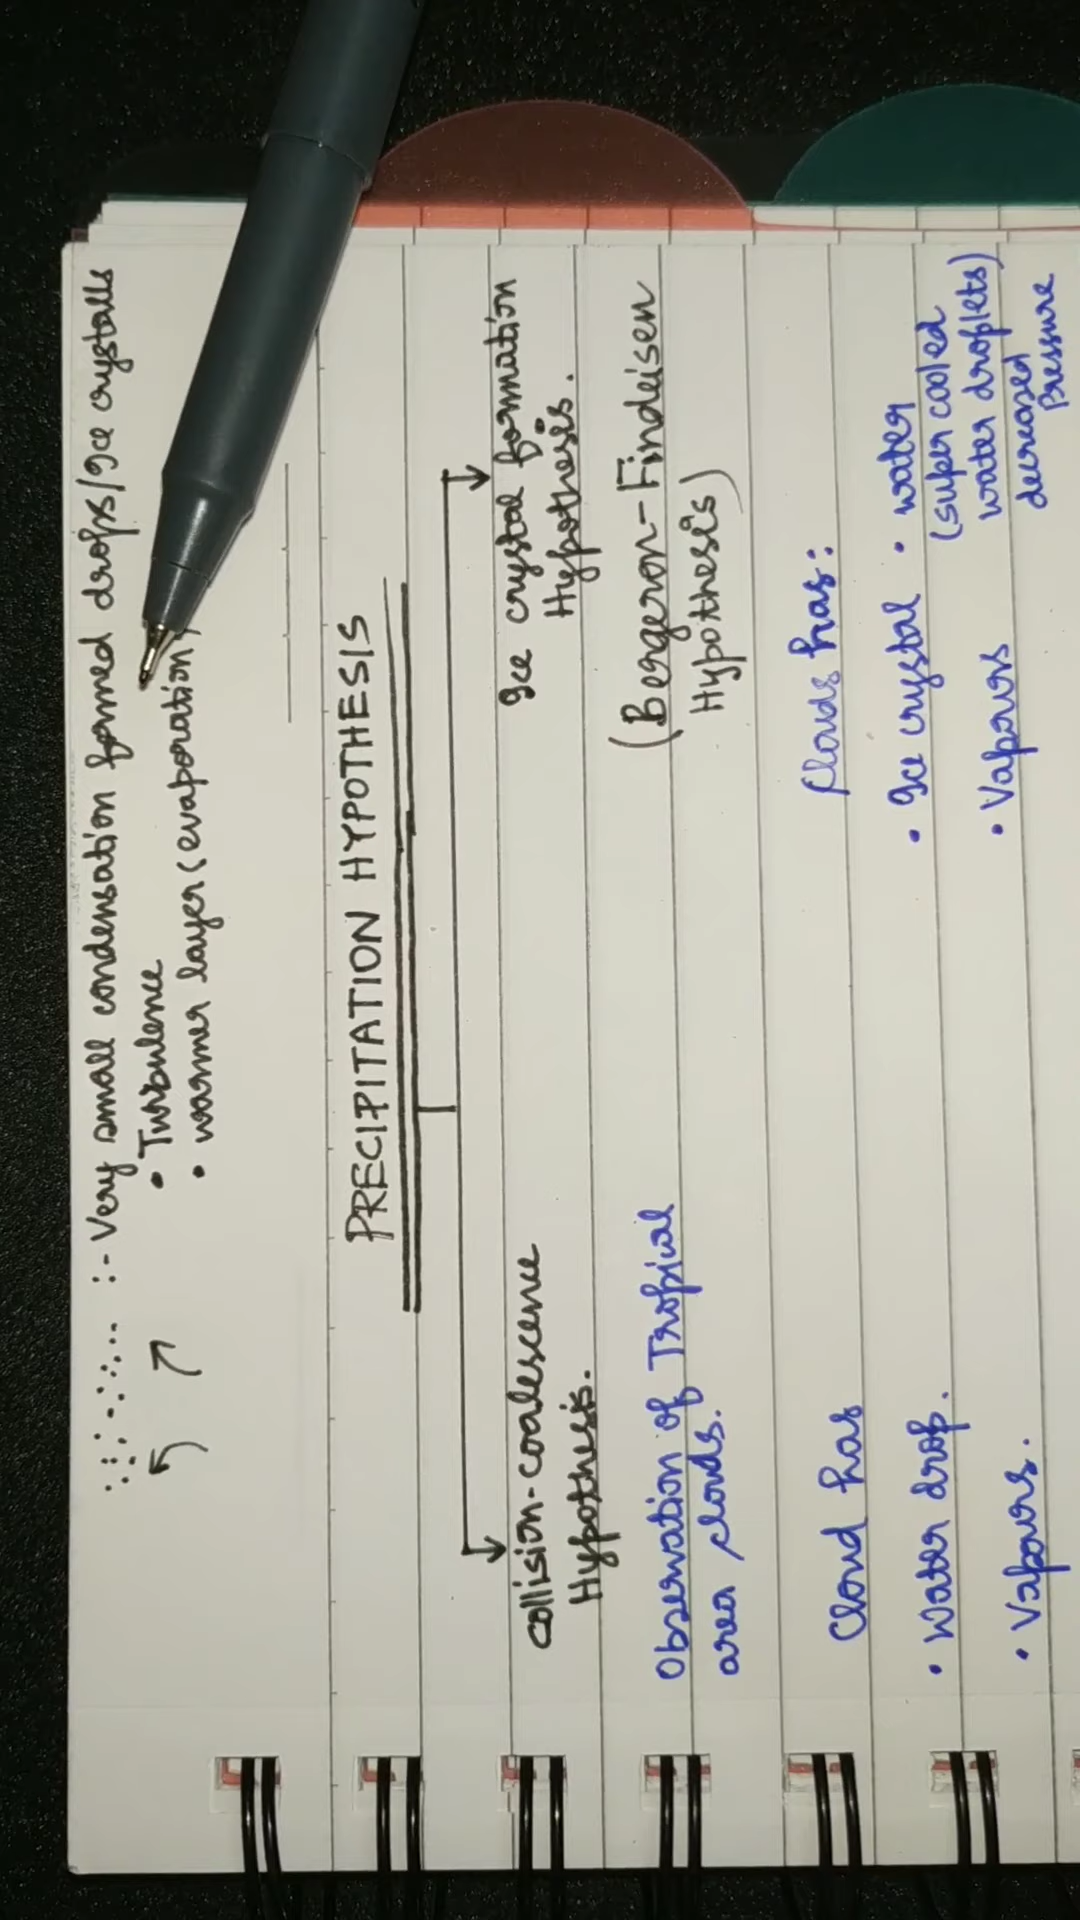 :- Very small condensation formed drops/Ice crystalls
• Turbulence
• warmer layer (evaporation)
PRECIPITATION HYPOTHESIS
collision-coalescene
Hypothesis.
Observation of Tropical
area clouds.
Cloud has
• Water drop.
• Vapours.
Ice crystal formation
Hypothesis.
(Bergeron-Findeisen
Hypothesis)
Clouds has:
• Ice crystal • water
(super cooled
water droplets)
• Vapours decreased
Pressure